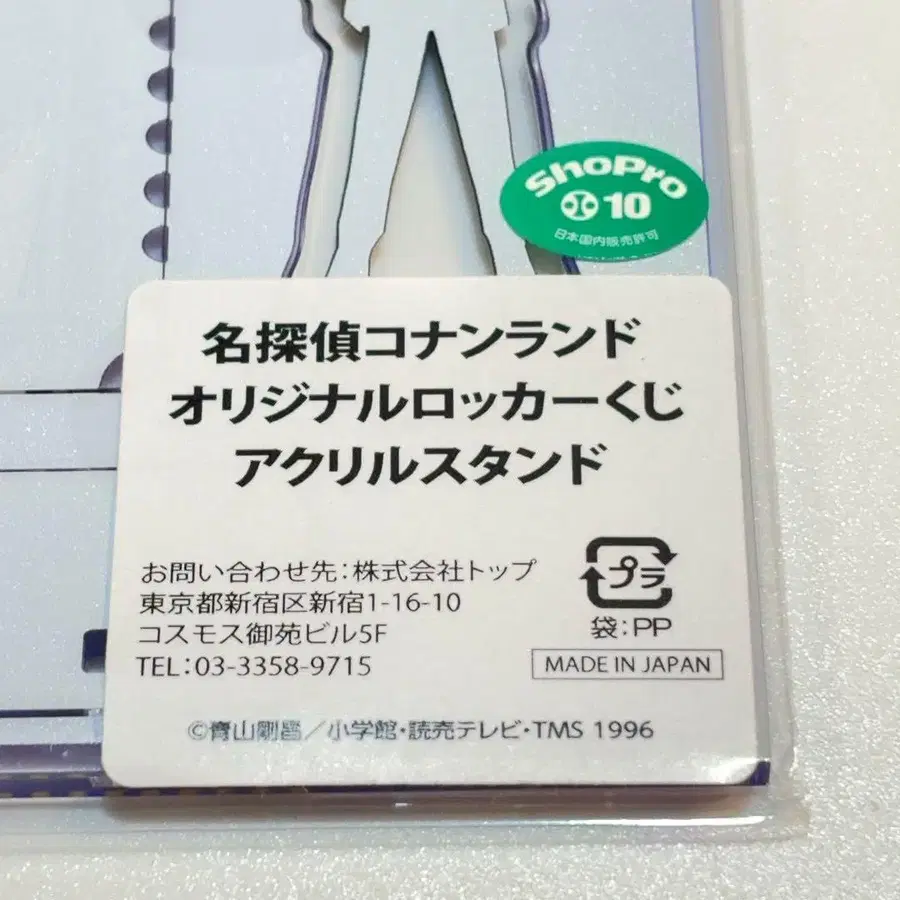 ShoPro
10
日本国内販売許可
名探偵コナンランド
オリジナルロッカーくじ
アクリルスタンド
お問い合わせ先：株式会社トップ
東京都新宿区新宿1-16-10
コスモス御苑ビル5F
TEL：03-3358-9715
プラ
袋：PP
MADE IN JAPAN
©青山剛昌／小学館・読売テレビ・TMS 1996